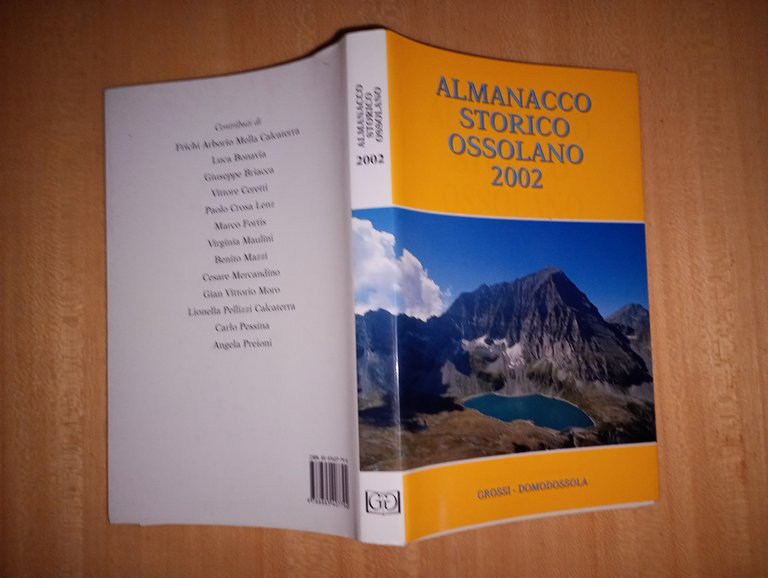 Contributi di
Frichi Arborio Mella Calcaterra
Luca Bonavia
Giuseppe Briacca
Vittore Ceretti
Paolo Crosa Lenz
Marco Fortis
Virginia Maulini
Benito Mazzi
Cesare Mercandino
Gian Vittorio Moro
Lionella Pellizzi Calcaterra
Carlo Pessina
Angela Preioni
ALMANACCO
STORICO
OSSOLANO
2002
GG
ALMANACCO
STORICO
OSSOLANO
2002
GROSSI - DOMODOSSOLA